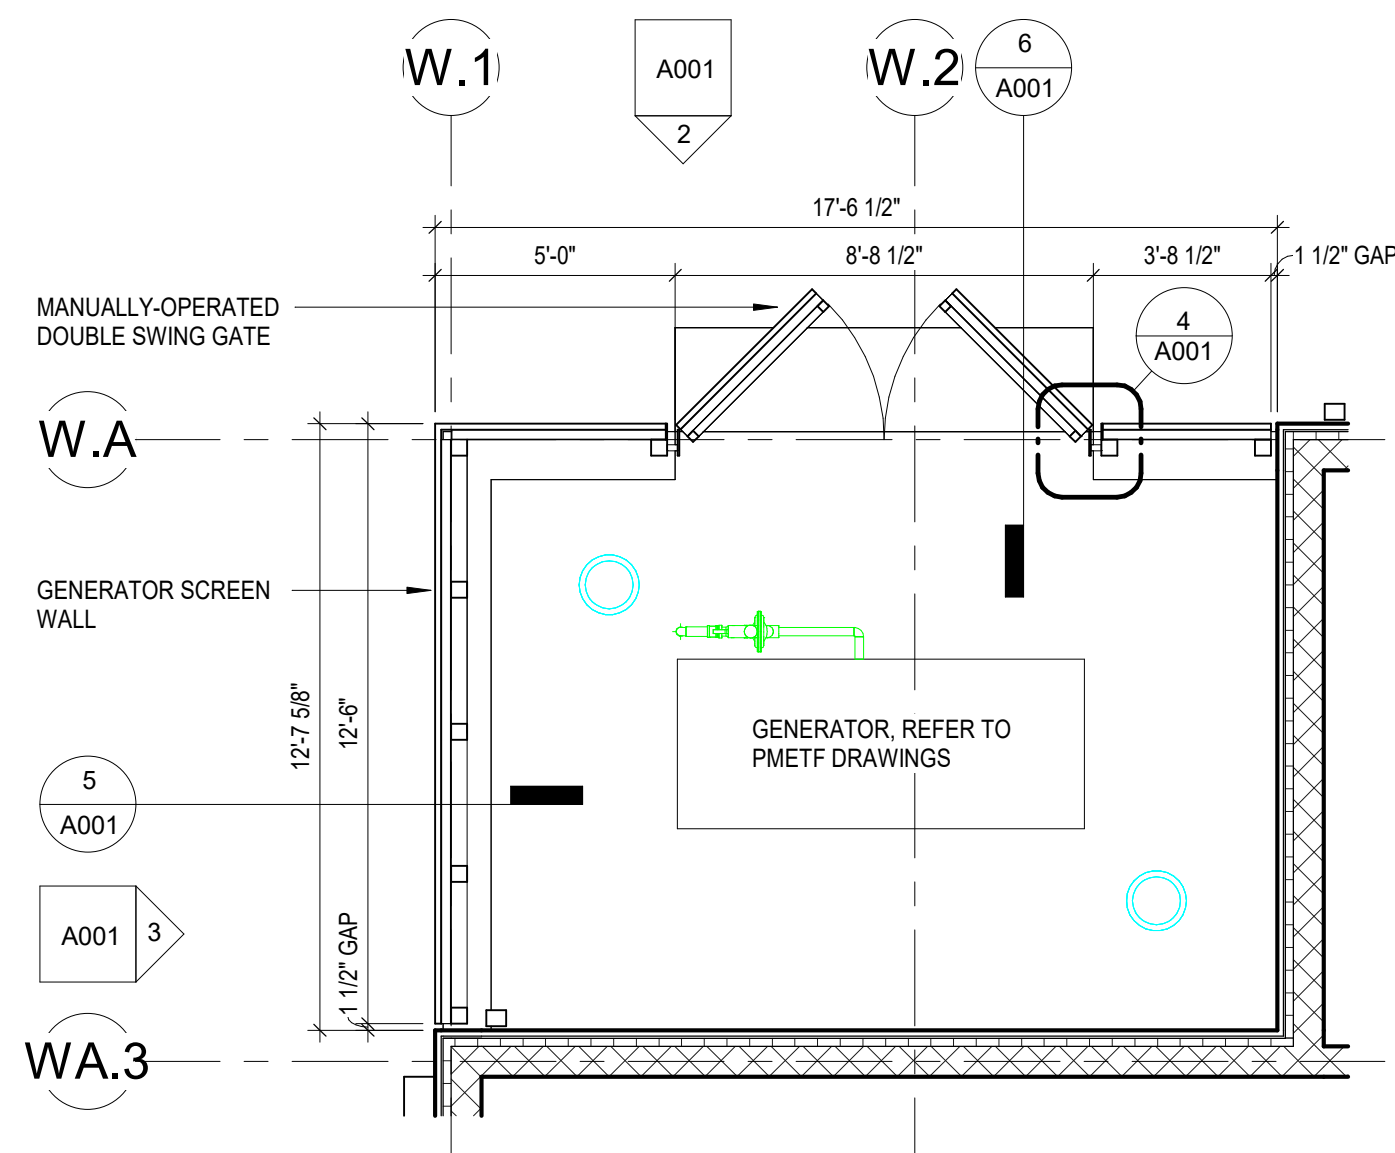 W.1
A001
2
W.2
6
A001
17'-6 1/2"
5'-0"
8'-8 1/2"
3'-8 1/2"
1 1/2" GAP
MANUALLY-OPERATED
DOUBLE SWING GATE
4
A001
W.A
GENERATOR SCREEN
WALL
12'-7 5/8"
12'-6"
GENERATOR, REFER TO
PMETF DRAWINGS
5
A001
A001
3
1 1/2" GAP
WA.3